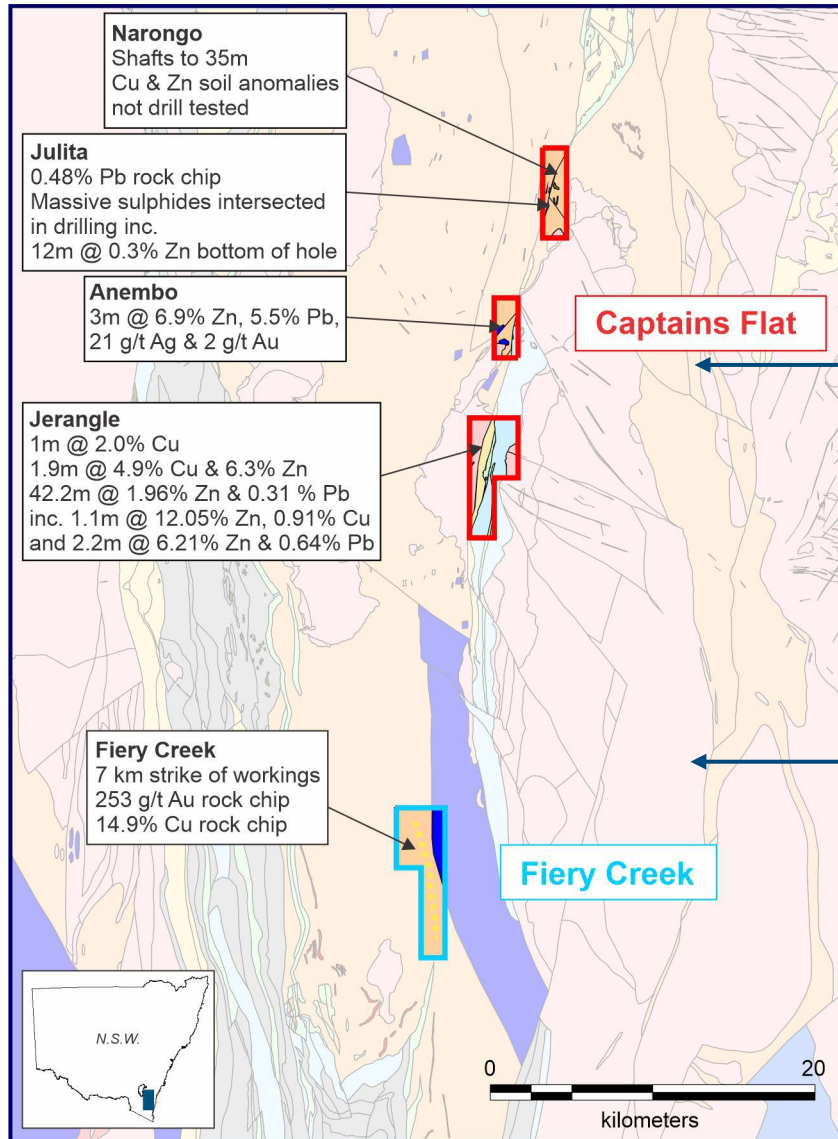 Narongo
Shafts to 35m
Cu & Zn soil anomalies
not drill tested
Julita
0.48% Pb rock chip
Massive sulphides intersected
in drilling inc.
12m @ 0.3% Zn bottom of hole
Anembo
3m @ 6.9% Zn, 5.5% Pb,
21 g/t Ag & 2 g/t Au
Captains Flat
Jerangle
1m @ 2.0% Cu
1.9m @ 4.9% Cu & 6.3% Zn
42.2m @ 1.96% Zn & 0.31 % Pb
inc. 1.1m @ 12.05% Zn, 0.91% Cu
and 2.2m @ 6.21% Zn & 0.64% Pb
Fiery Creek
7 km strike of workings
253 g/t Au rock chip
14.9% Cu rock chip
Fiery Creek
N.S.W.
0 20
kilometers